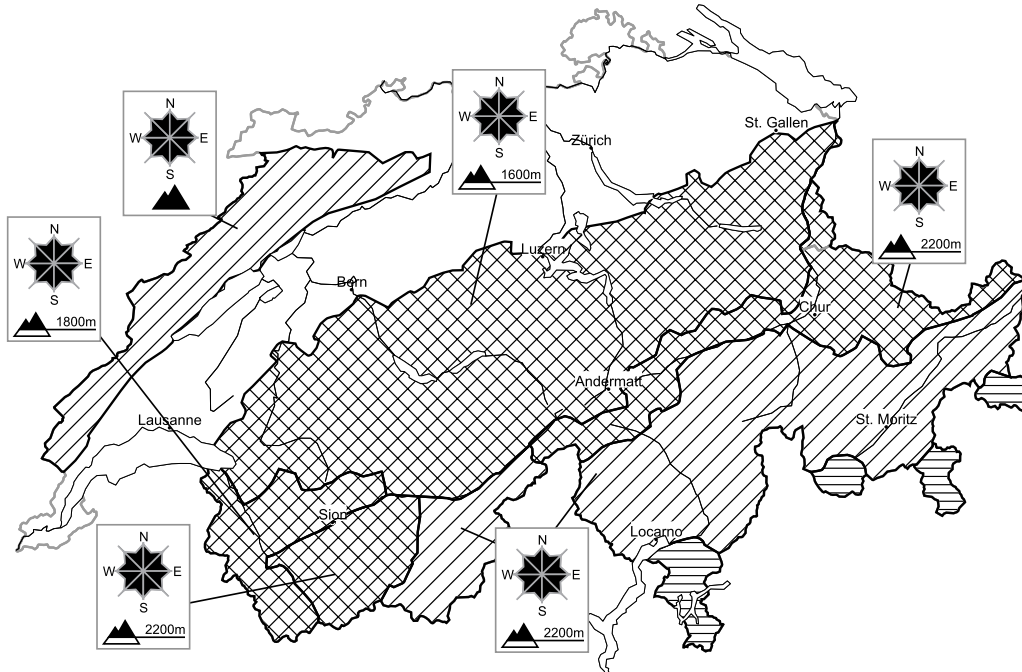 N
W E
S
1600m
N
W E
S
St. Gallen
Zürich
N
W E
S
2200m
N
W E
S
1800m
Luzern
Bern
Chur
Andermatt
Lausanne
St. Moritz
Sion
Locarno
N
W E
S
2200m
N
W E
S
2200m